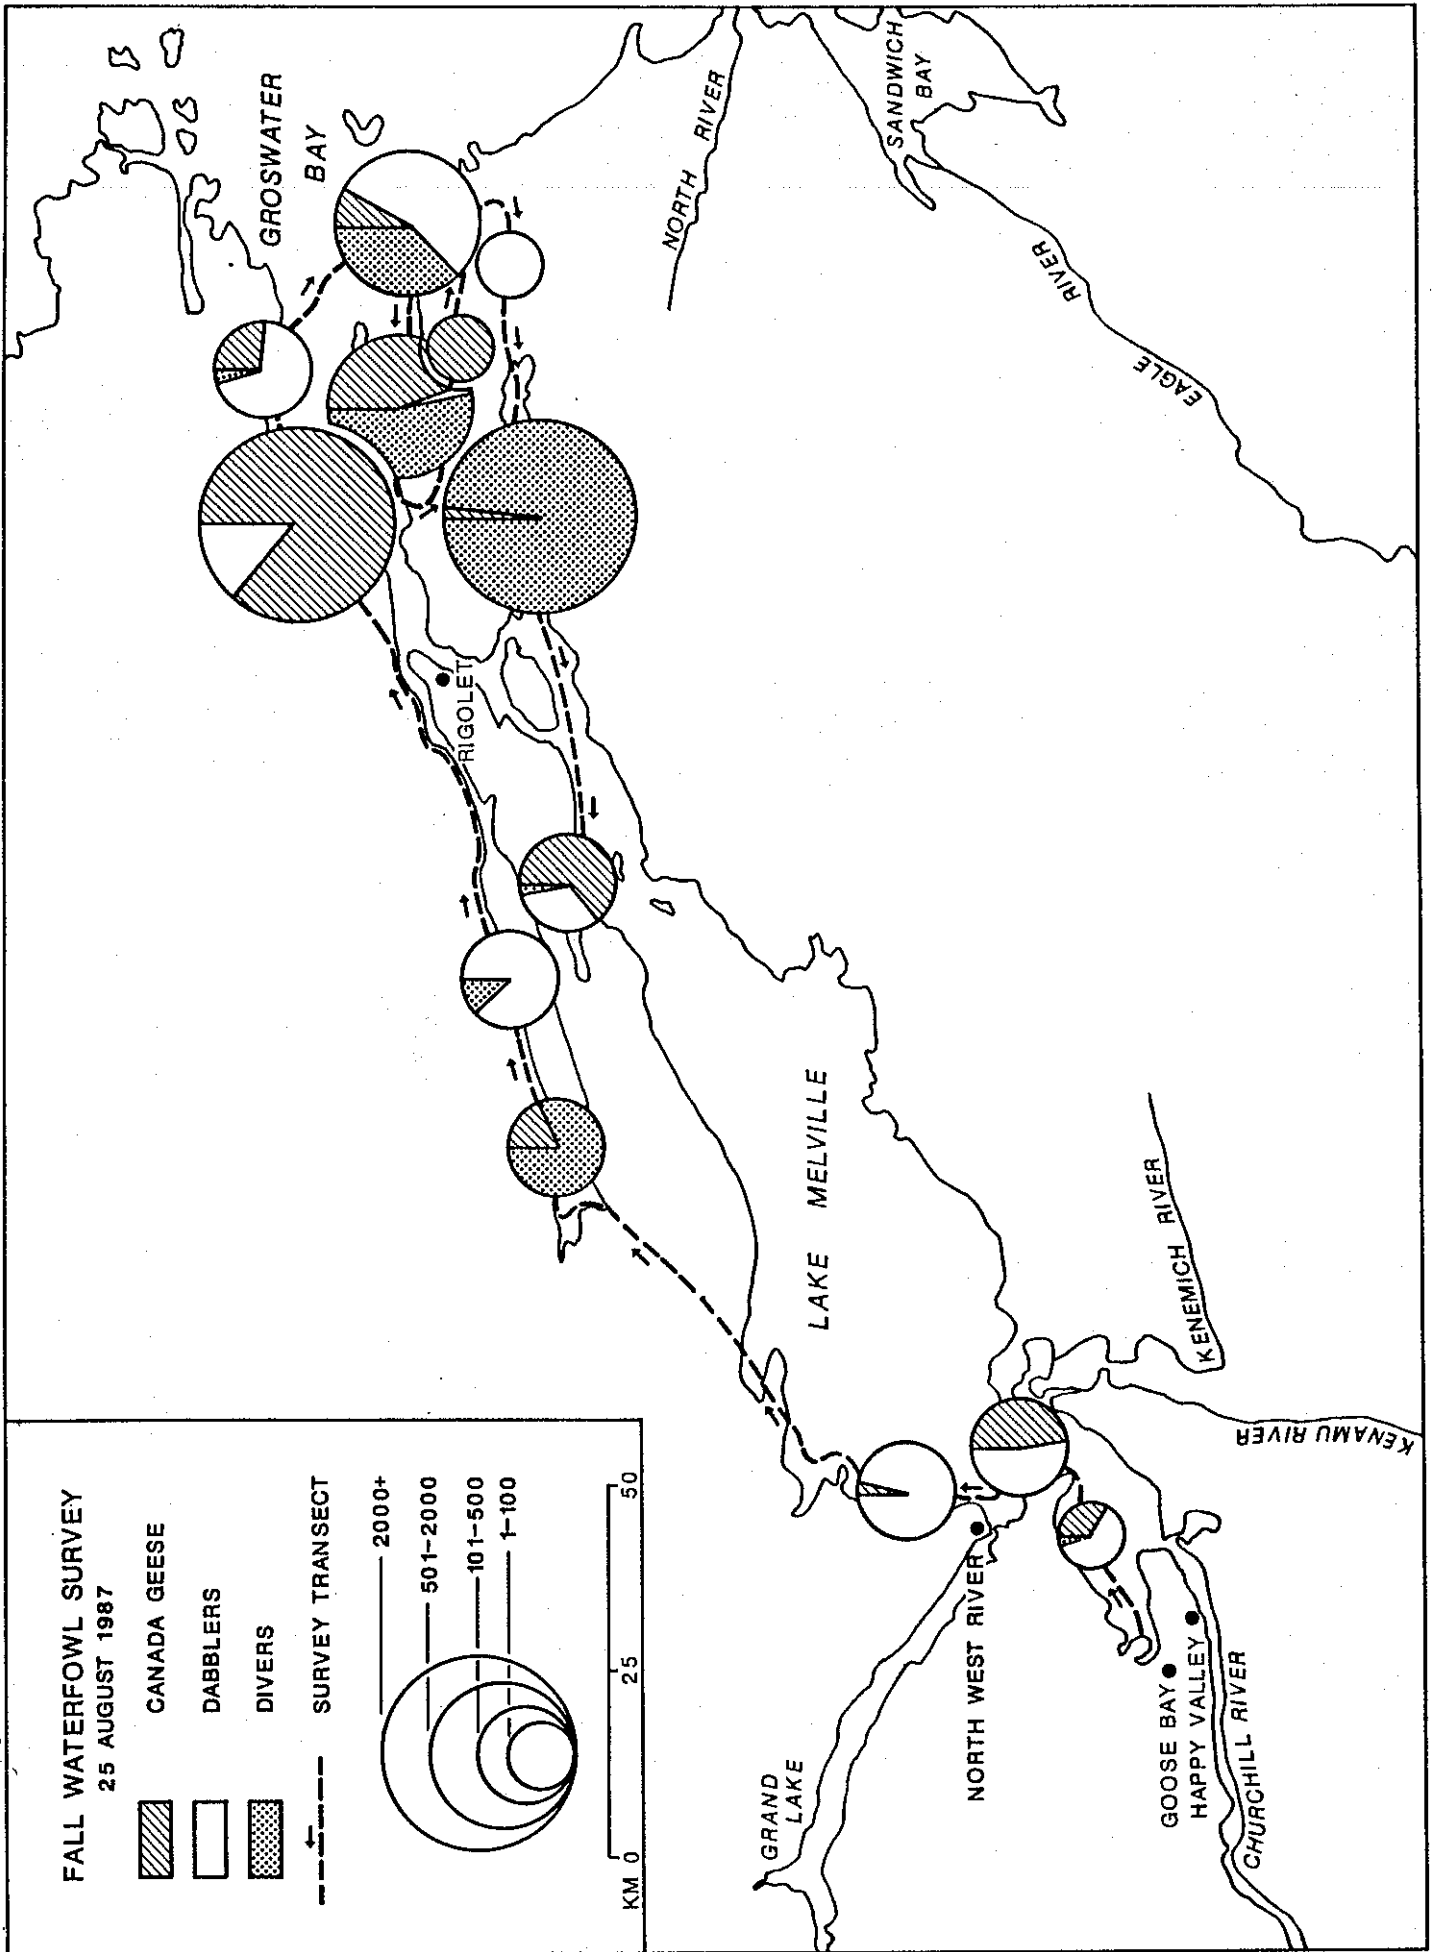 FALL WATERFOWL SURVEY
25 AUGUST 1987
CANADA GEESE
DABBLERS
DIVERS
SURVEY TRANSECT
2000+
501-2000
101-500
1-100
KM 0 25 50
GROSWATER
BAY
NORTH RIVER
SANDWICH
BAY
EAGLE RIVER
RIGOLET
LAKE MELVILLE
KENEMICH RIVER
KENAMU RIVER
GRAND
LAKE
NORTH WEST RIVER
GOOSE BAY
HAPPY VALLEY
CHURCHILL RIVER